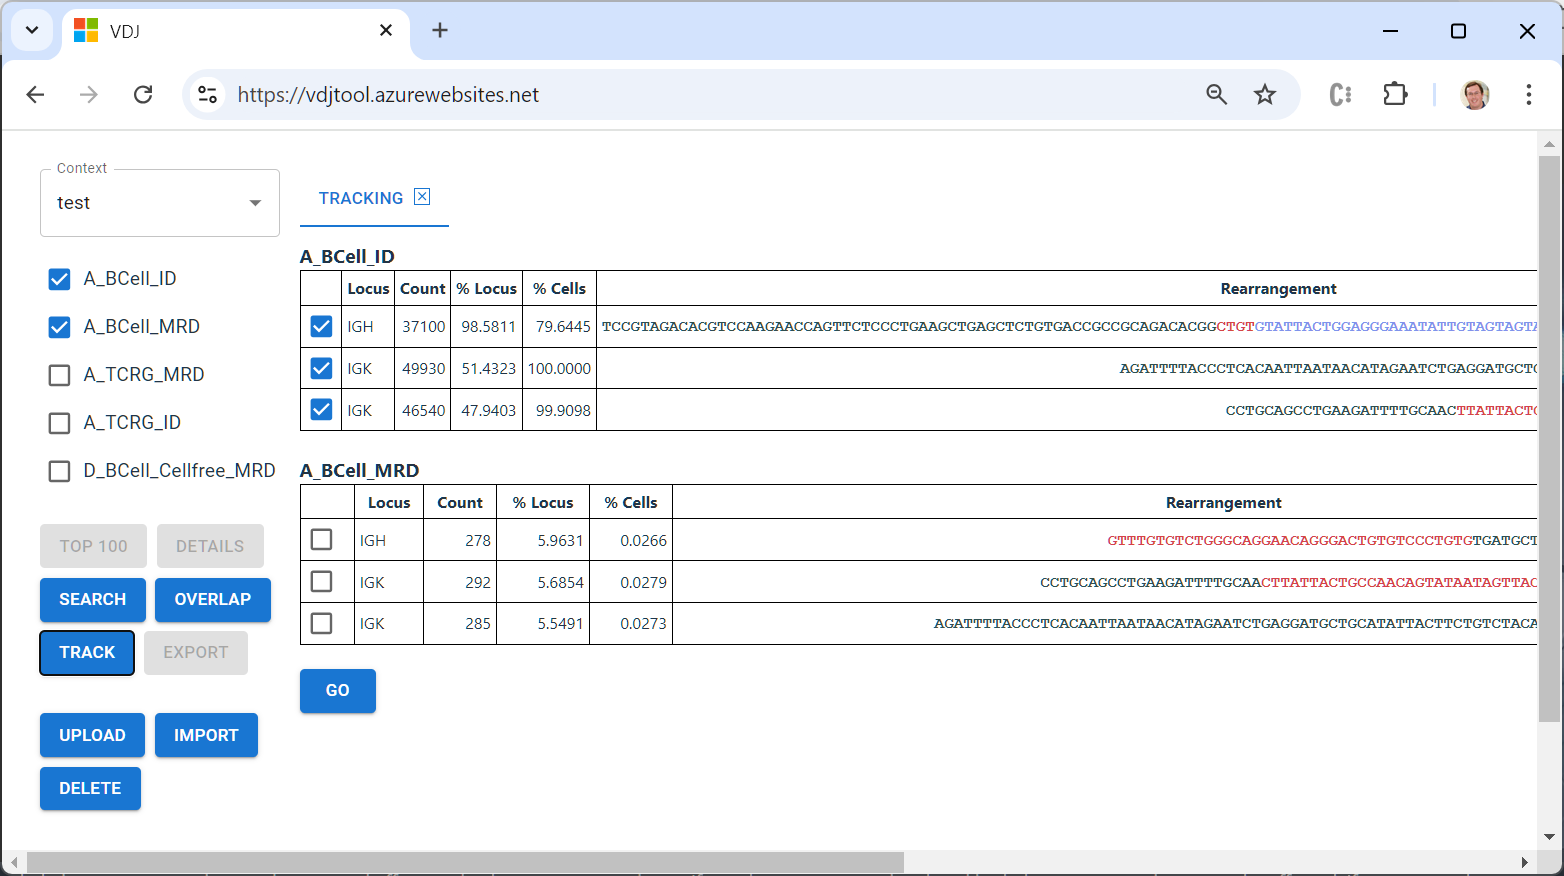 VDJ
https://vdjtool.azurewebsites.net
Context
test
TRACKING
A_BCell_ID
A_BCell_MRD
A_TCRG_MRD
A_TCRG_ID
D_BCell_Cellfree_MRD
TOP 100 DETAILS
SEARCH OVERLAP
TRACK EXPORT
UPLOAD IMPORT
DELETE
A_BCell_ID
Locus Count % Locus % Cells Rearrangement
IGH 37100 98.5811 79.6445 TCCGTAGACACGTCCAAGAACCAGTTCTCCCTGAAGCTGAGCTCTGTGACCGCCGCAGACACGGCTGTGTATTACTGGAGGGAAATATTGTAGTAGTA
IGK 49930 51.4323 100.0000 AGATTTTACCCTCACAATTAATAACATAGAATCTGAGGATGCTG
IGK 46540 47.9403 99.9098 CCTGCAGCCTGAAGATTTTGCAACTTATTACTG
A_BCell_MRD
Locus Count % Locus % Cells Rearrangement
IGH 278 5.9631 0.0266 GTTTGTGTCTGGGCAGGAACAGGGACTGTGTCCCTGTGTGATGCT
IGK 292 5.6854 0.0279 CCTGCAGCCTGAAGATTTTGCAACTTATTACTGCCAACAGTATAATAGTTAC
IGK 285 5.5491 0.0273 AGATTTTACCCTCACAATTAATAACATAGAATCTGAGGATGCTGCATATTACTTCTGTCTACA
GO